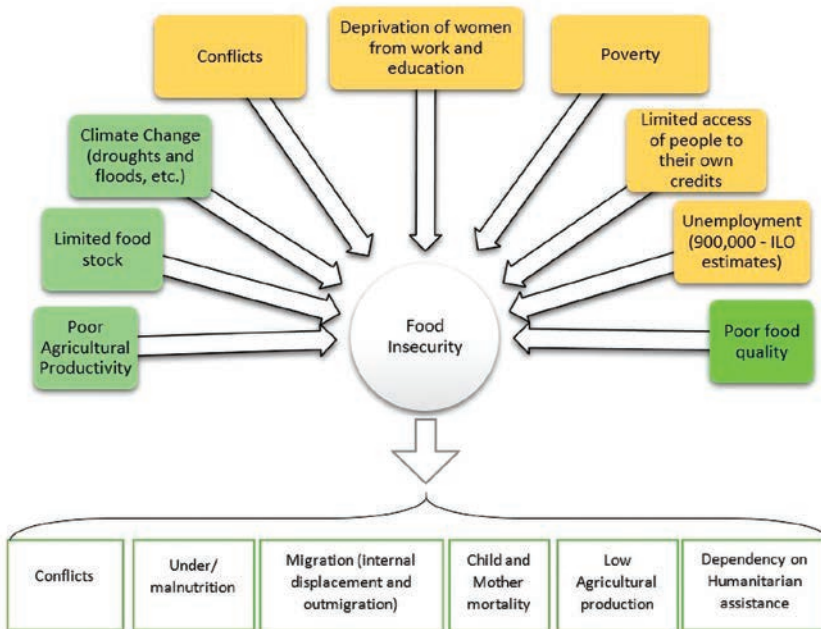 Deprivation of women
from work and
education
Conflicts
Poverty
Climate Change
(droughts and
floods, etc.)
Limited access
of people to
their own
credits
Limited food
stock
Unemployment
(900,000 - ILO
estimates)
Poor
Agricultural
Productivity
Food
Insecurity
Poor food
quality
Conflicts
Under/
malnutrition
Migration (internal
displacement and
outmigration)
Child and
Mother
mortality
Low
Agricultural
production
Dependency on
Humanitarian
assistance